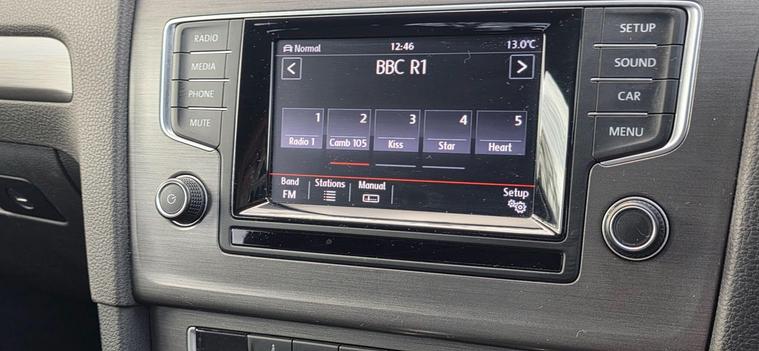 RADIO
MEDIA
PHONE
MUTE
Normal 12:46 13.0°C
< BBC R1 >
1 2 3 4 5
Radio 1 Camb 105 Kiss Star Heart
Band Stations Manual Setup
FM
SETUP
SOUND
CAR
MENU